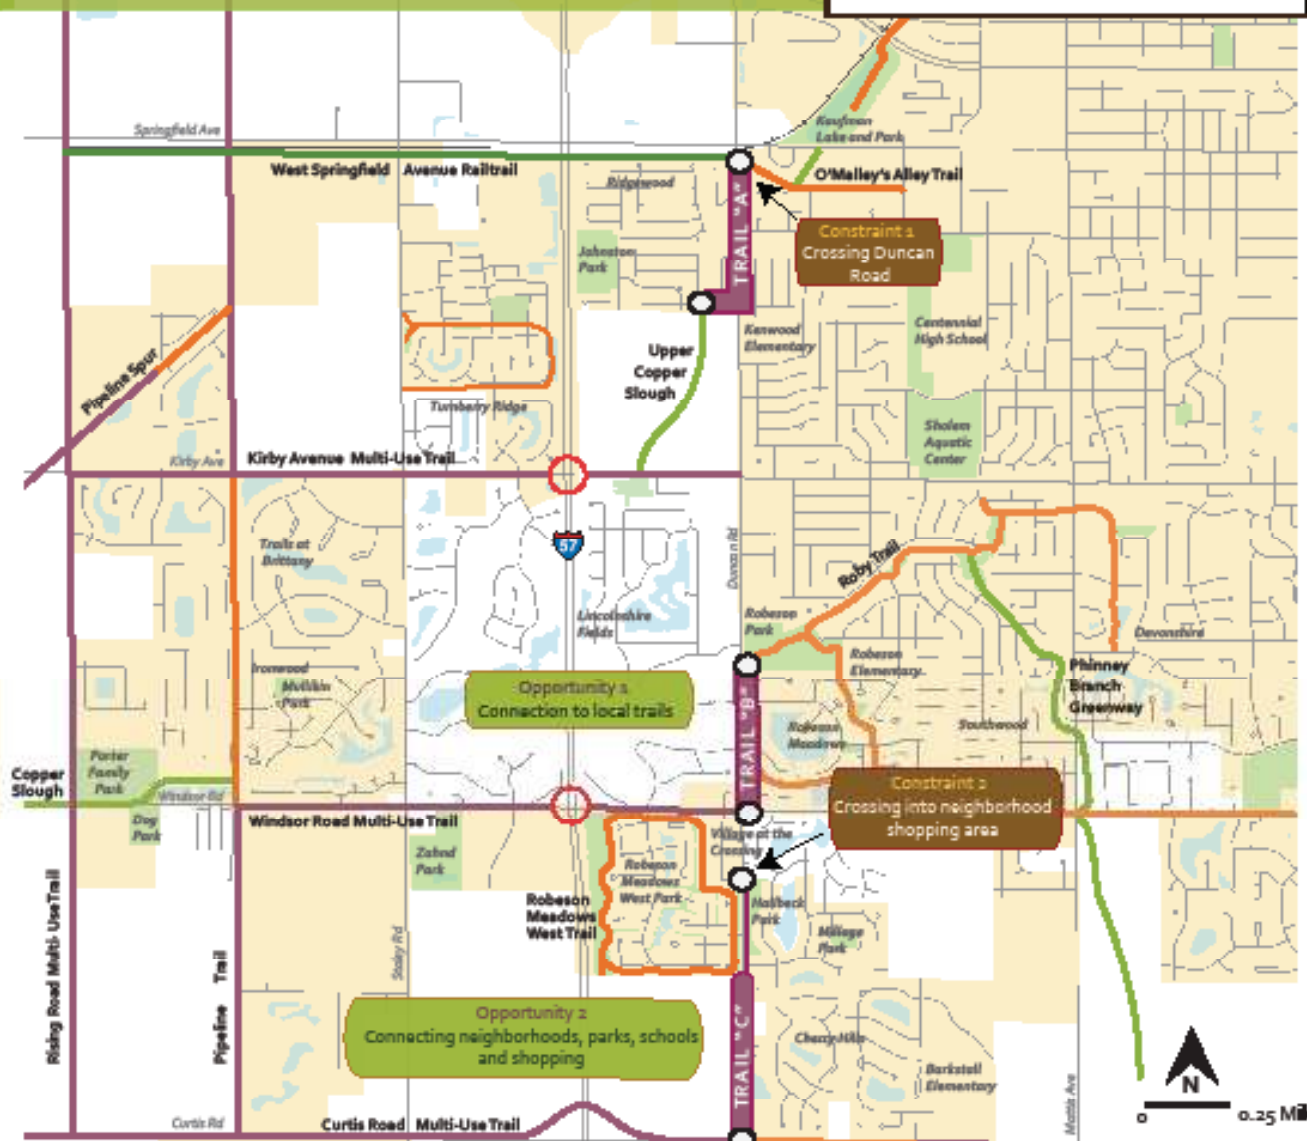 Springfield Ave
West Springfield Avenue Railtrail
Kaufman
Lake and Park
O'Malley's Alley Trail
Ridgewood
TRAIL "A"
Constraint 1
Crossing Duncan
Road
Johnston
Park
Kenwood
Elementary
Centennial
High School
Upper
Copper
Slough
Pipeline Spur
Turnberry Ridge
Sholem
Aquatic
Center
Kirby Ave
Kirby Avenue Multi-Use Trail
57
Trails at
Brittany
Duncan Rd
Roby Trail
Lincolnshire
Fields
Robeson
Park
Devonshire
Robeson
Elementary
Phinney
Branch
Greenway
Ironwood
Mullikin
Park
Opportunity 1
Connection to local trails
TRAIL "B"
Robeson
Meadows
Southwood
Porter
Family
Park
Copper
Slough
Windsor Rd
Dog
Park
Windsor Road Multi-Use Trail
Constraint 2
Crossing into neighborhood
shopping area
Village at the
Crossing
Zahnd
Park
Robeson
Meadows
West Park
Robeson
Meadows
West Trail
Hallbeck
Park
Millage
Park
Rising Road Multi-Use Trail
Pipeline Trail
Staley Rd
Opportunity 2
Connecting neighborhoods, parks, schools
and shopping
TRAIL "C"
Cherry Hills
Barkstall
Elementary
Mattis Ave
N
0 0.25 Mi
Curtis Rd
Curtis Road Multi-Use Trail